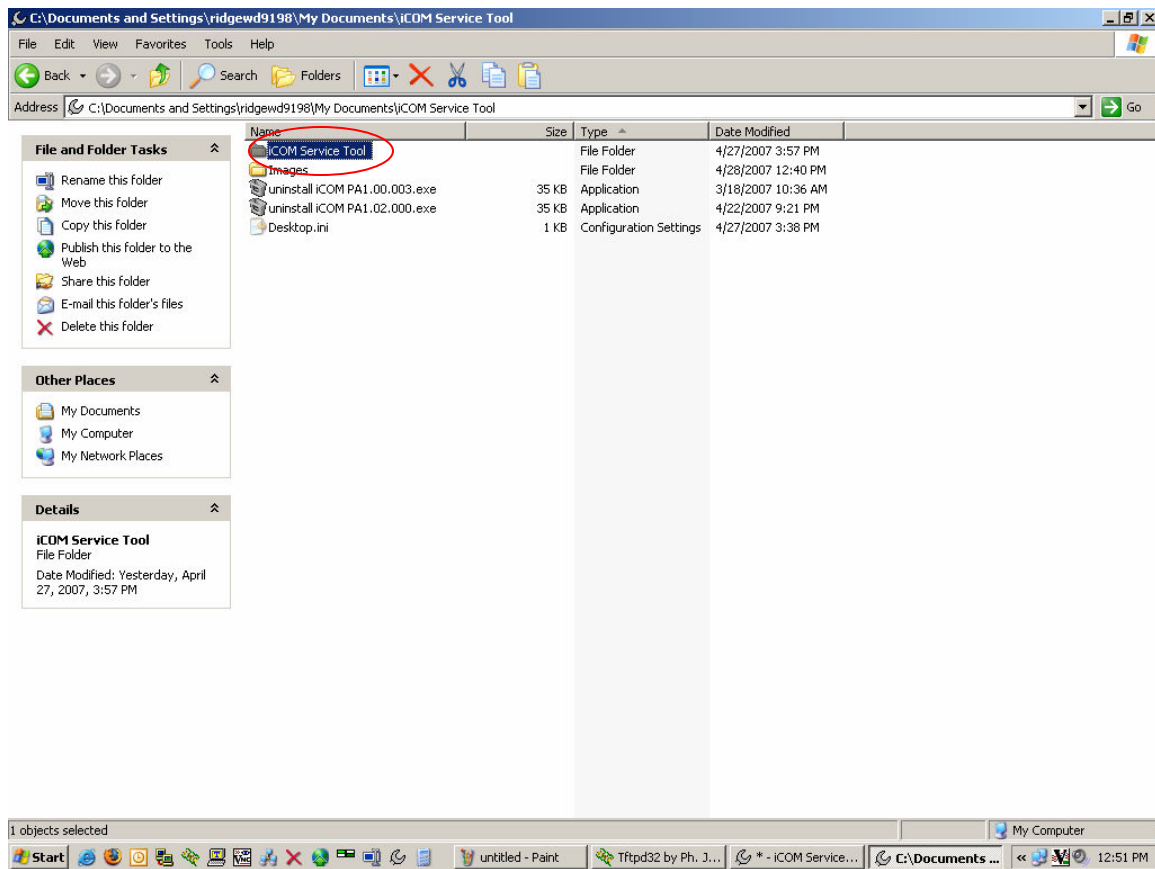 C:\Documents and Settings\ridgewd9198\My Documents\iCOM Service Tool
File Edit View Favorites Tools Help
Back Search Folders
Address C:\Documents and Settings\ridgewd9198\My Documents\iCOM Service Tool Go
Name Size Type Date Modified
File and Folder Tasks
Rename this folder
Move this folder
Copy this folder
Publish this folder to the
Web
Share this folder
E-mail this folder's files
Delete this folder
Other Places
My Documents
My Computer
My Network Places
Details
iCOM Service Tool
File Folder
Date Modified: Yesterday, April
27, 2007, 3:57 PM
iCOM Service Tool File Folder 4/27/2007 3:57 PM
Images File Folder 4/28/2007 12:40 PM
uninstall iCOM PA1.00.003.exe 35 KB Application 3/18/2007 10:36 AM
uninstall iCOM PA1.02.000.exe 35 KB Application 4/22/2007 9:21 PM
Desktop.ini 1 KB Configuration Settings 4/27/2007 3:38 PM
1 objects selected My Computer
Start untitled - Paint Tftpd32 by Ph. J... * - iCOM Service... C:\Documents ... « 12:51 PM